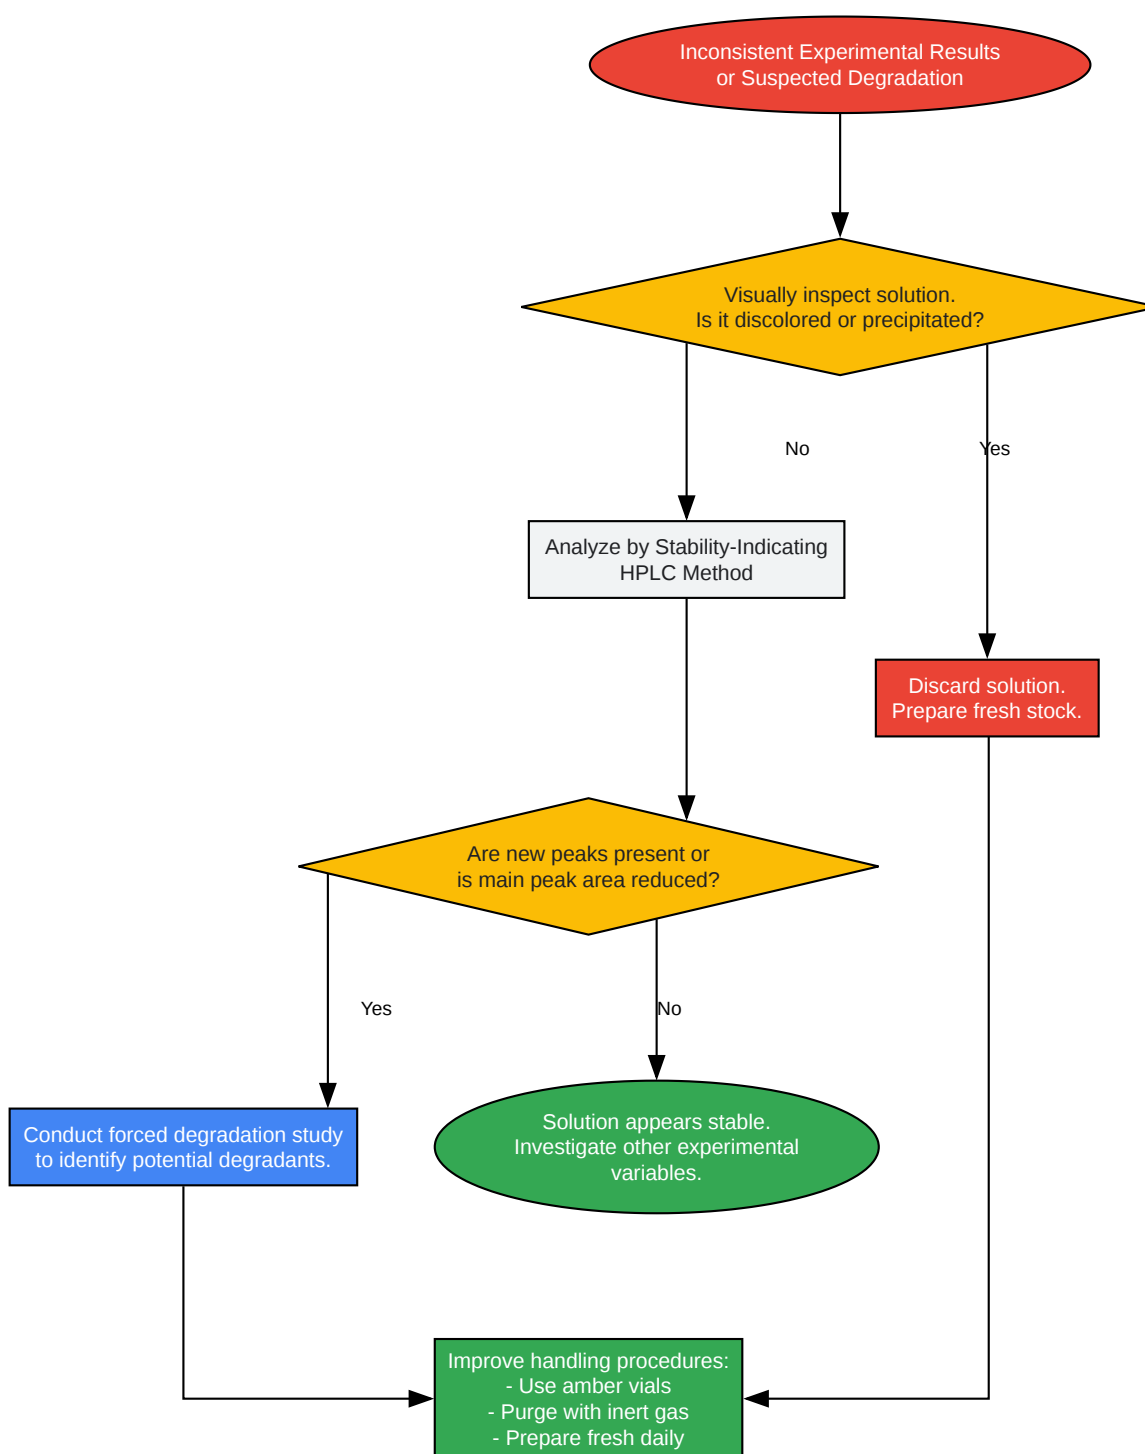 Inconsistent Experimental Results
or Suspected Degradation
Visually inspect solution.
Is it discolored or precipitated?
No
Yes
Analyze by Stability-Indicating
HPLC Method
Discard solution.
Prepare fresh stock.
Are new peaks present or
is main peak area reduced?
Yes
No
Conduct forced degradation study
to identify potential degradants.
Solution appears stable.
Investigate other experimental
variables.
Improve handling procedures:
- Use amber vials
- Purge with inert gas
- Prepare fresh daily